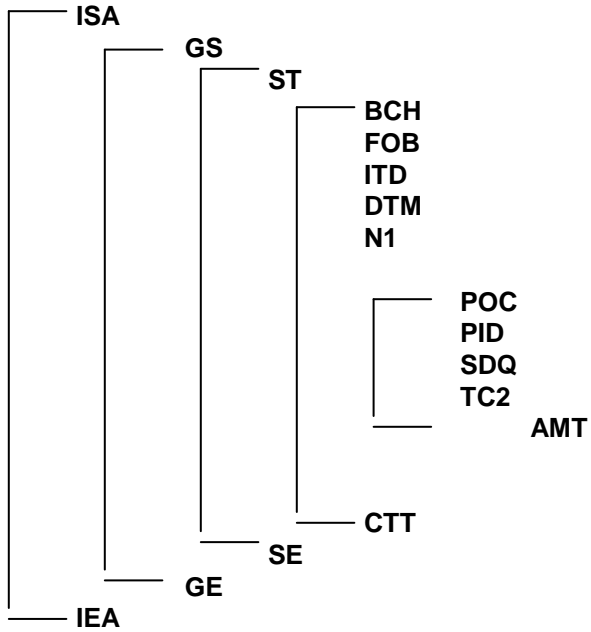 ISA
GS
ST
BCH
FOB
ITD
DTM
N1
POC
PID
SDQ
TC2
AMT
CTT
SE
GE
IEA